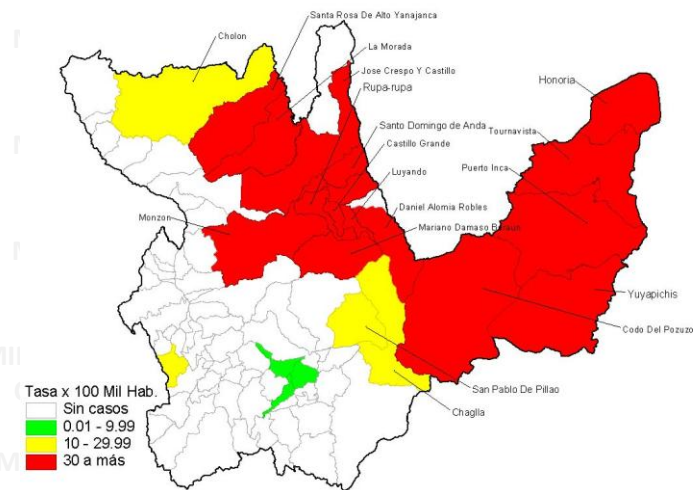 Santa Rosa De Alto Yanajanca
Cholon
La Morada
Jose Crespo Y Castillo
Rupa-rupa
Honoria
Santo Domingo de Anda
Tournavista
Castillo Grande
Puerto Inca
Luyando
Daniel Alomia Robles
Monzon
Mariano Damaso Beraun
Yuyapichis
Codo Del Pozuzo
San Pablo De Pillao
Chaglla
Tasa x 100 Mil Hab.
Sin casos
0.01 - 9.99
10 - 29.99
30 a más